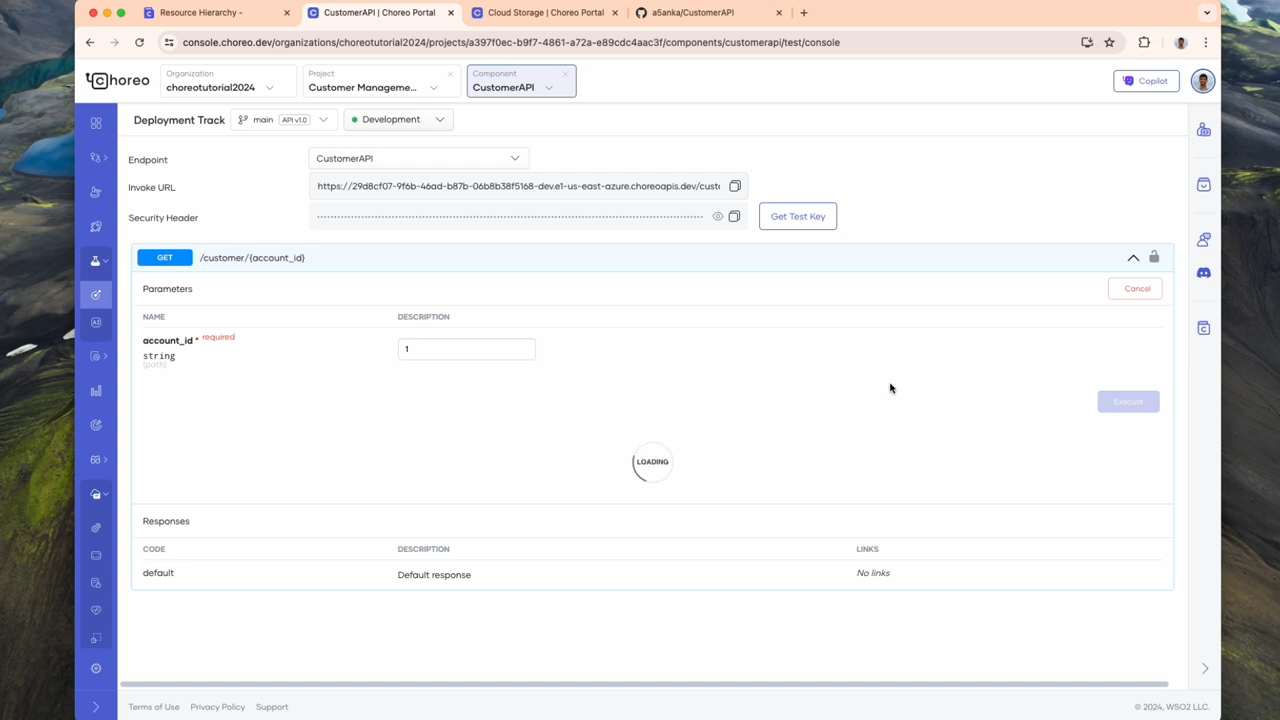 Resource Hierarchy -
CustomerAPI | Choreo Portal
Cloud Storage | Choreo Portal
a5anka/CustomerAPI
console.choreo.dev/organizations/choreotutorial2024/projects/a397f0ec-bbf7-4861-a72a-e89cdc4aac3f/components/customerapi/test/console
choreo
Organization
choreotutorial2024
Project
Customer Manageme...
Component
CustomerAPI
Copilot
Deployment Track
main
API v1.0
Development
Endpoint
CustomerAPI
Invoke URL
https://29d8cf07-9f6b-46ad-b87b-06b8b38f5168-dev.e1-us-east-azure.choreoapis.dev/custo
Security Header
Get Test Key
GET /customer/{account_id}
Parameters
Cancel
NAME DESCRIPTION
account_id * required
string
(path)
1
Execute
LOADING
Responses
CODE DESCRIPTION LINKS
default Default response No links
Terms of Use Privacy Policy Support © 2024, WSO2 LLC.